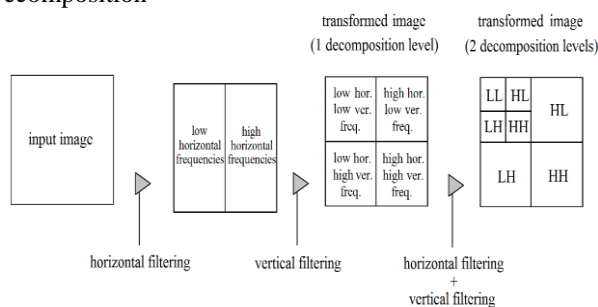 ecomposition
transformed image
(1 decomposition level)
transformed image
(2 decomposition levels)
input image
low
horizontal
frequencies
high
horizontal
frequencies
low hor.
low ver.
freq.
high hor.
low ver.
freq.
low hor.
high ver.
freq.
high hor.
high ver.
freq.
LL HL
LH HH
HL
LH
HH
horizontal filtering
vertical filtering
horizontal filtering
+
vertical filtering